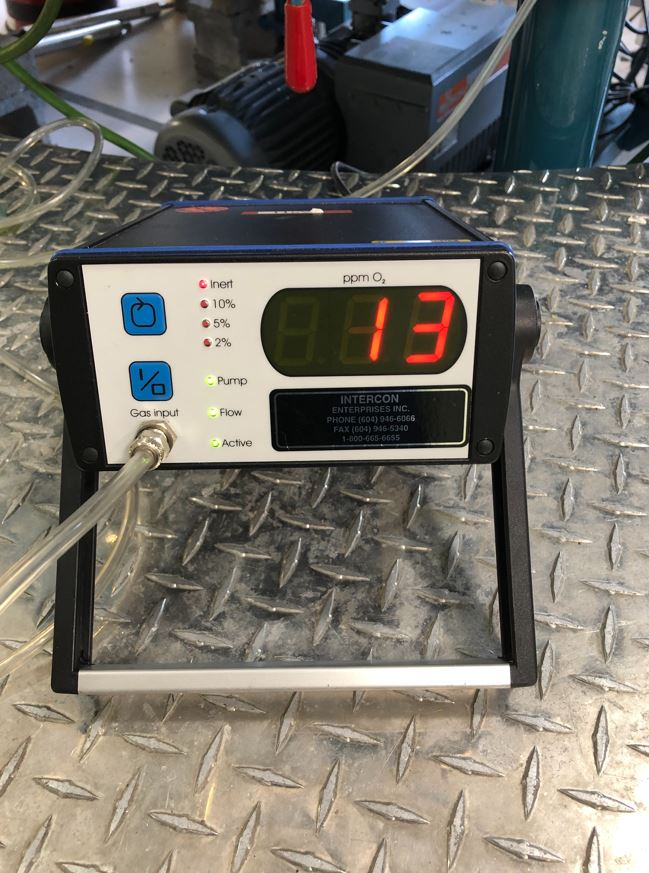 Inert
10%
5%
2%
Pump
Flow
Active
Gas input
I/O
ppm O₂
13
INTERCON
ENTERPRISES INC.
PHONE (604) 946-6066
FAX (604) 946-5340
1-800-665-6655